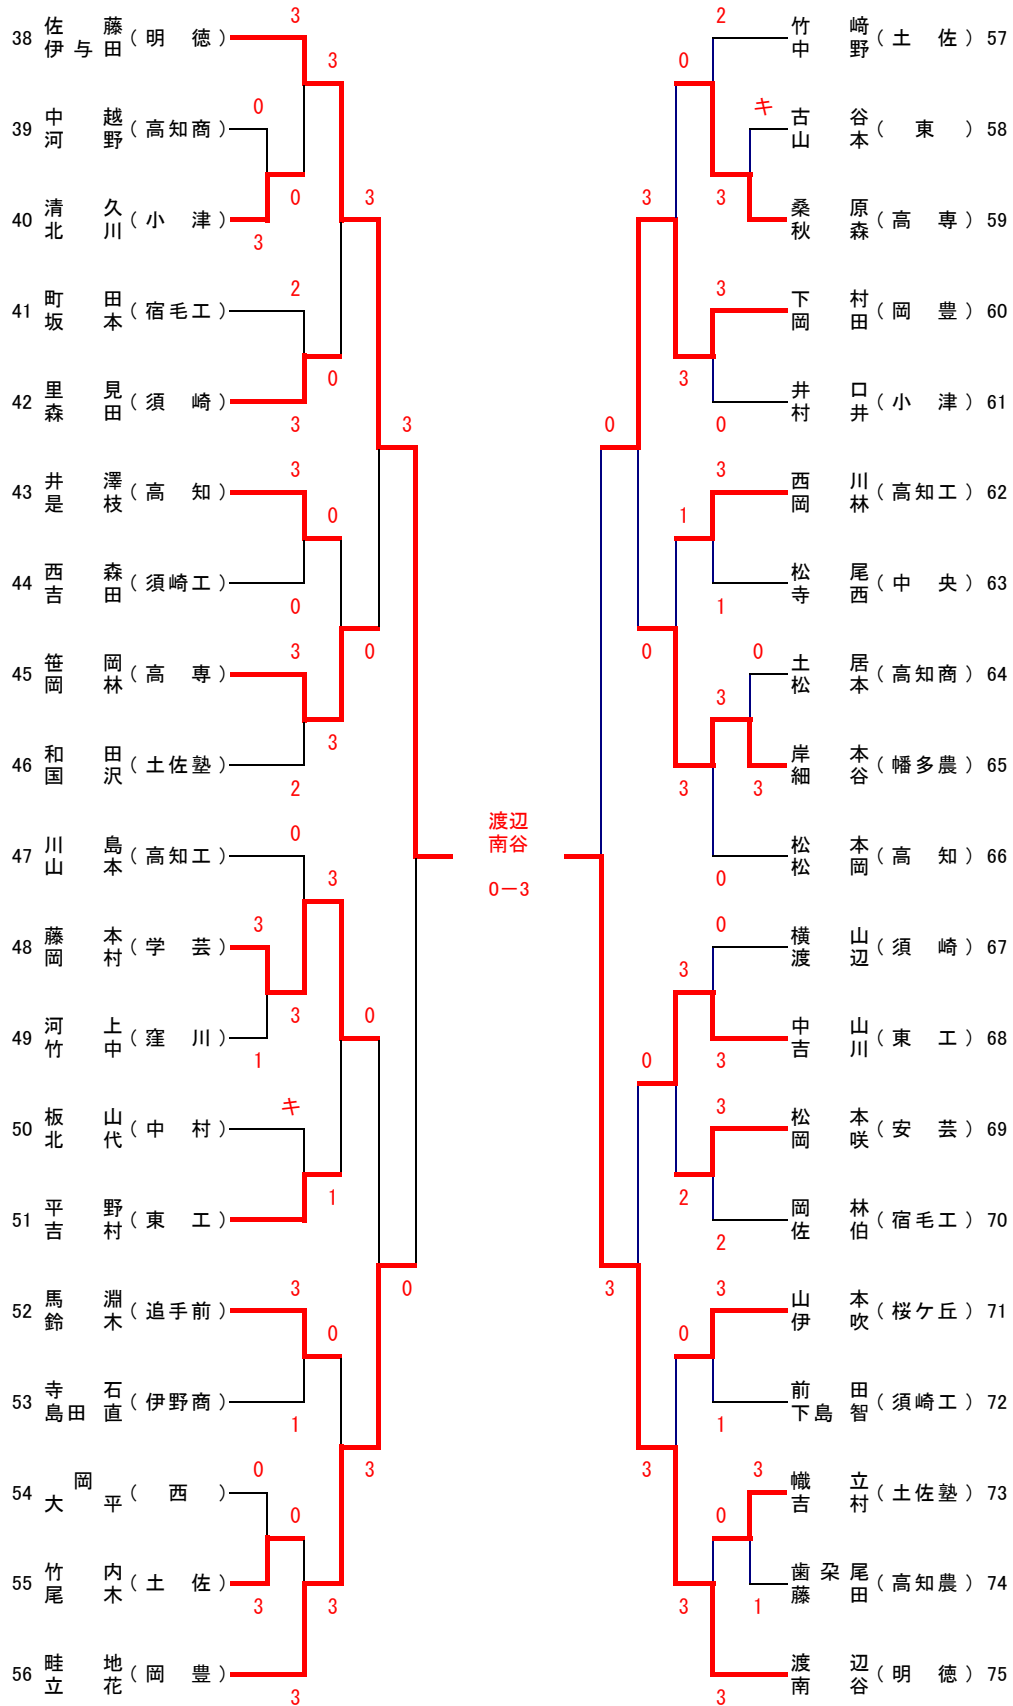 3
佐藤
38 （明徳）
伊与田
3
0
中越
39 （高知商）
河野
0
清久
40 （小津）
北川
3
3
2
町田
41 （宿毛工）
坂本
0
里見
42 （須崎）
森田
3
3
3
井澤
43 （高知）
是枝
0
西森
44 （須崎工）
吉田
0
3
笹岡
45 （高専）
岡林
0
3
和田
46 （土佐塾）
国沢
2
0
川島
47 （高知工）
山本
3
3
藤本
48 （学芸）
岡村
3
0
河上
49 （窪川）
竹中
1
キ
板山
50 （中村）
北代
1
平野
51 （東工）
吉村
0
3
馬淵
52 （追手前）
鈴木
0
寺石
53 （伊野商）
島田直
1
0
3
岡
54 （西）
大平
0
竹内
55 （土佐）
尾木
3
3
畦地
56 （岡豊）
立花
3
渡辺
南谷
0－3
2
竹﨑
（土佐） 57
中野
0
キ
古谷
（東） 58
山本
3
3
桑原
（高専） 59
秋森
3
下村
（岡豊） 60
岡田
3
井口
（小津） 61
村井
0
0
3
西川
（高知工） 62
岡林
1
松尾
（中央） 63
寺西
1
0
0
土居
（高知商） 64
松本
3
岸本
（幡多農） 65
細谷
3
3
松本
（高知） 66
松岡
0
0
横山
（須崎） 67
渡辺
3
中山
（東工） 68
吉川
3
0
3
松本
（安芸） 69
岡咲
2
岡林
（宿毛工） 70
佐伯
2
3
3
山本
（桜ケ丘） 71
伊吹
0
前田
（須崎工） 72
下島智
1
3
3
幟立
（土佐塾） 73
吉村
0
歯朶尾
（高知農） 74
藤田
1
3
渡辺
（明徳） 75
南谷
3